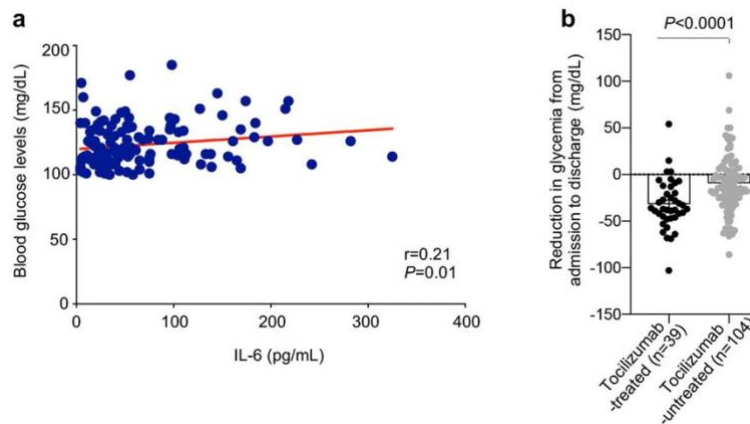 a
Blood glucose levels (mg/dL)
200
150
100
50
0
0
100
200
300
400
IL-6 (pg/mL)
r=0.21
P=0.01
b
P<0.0001
Reduction in glycemia from
admission to discharge (mg/dL)
150
100
50
0
-50
-100
-150
Tocilizumab
-treated (n=39)
Tocilizumab
-untreated (n=104)